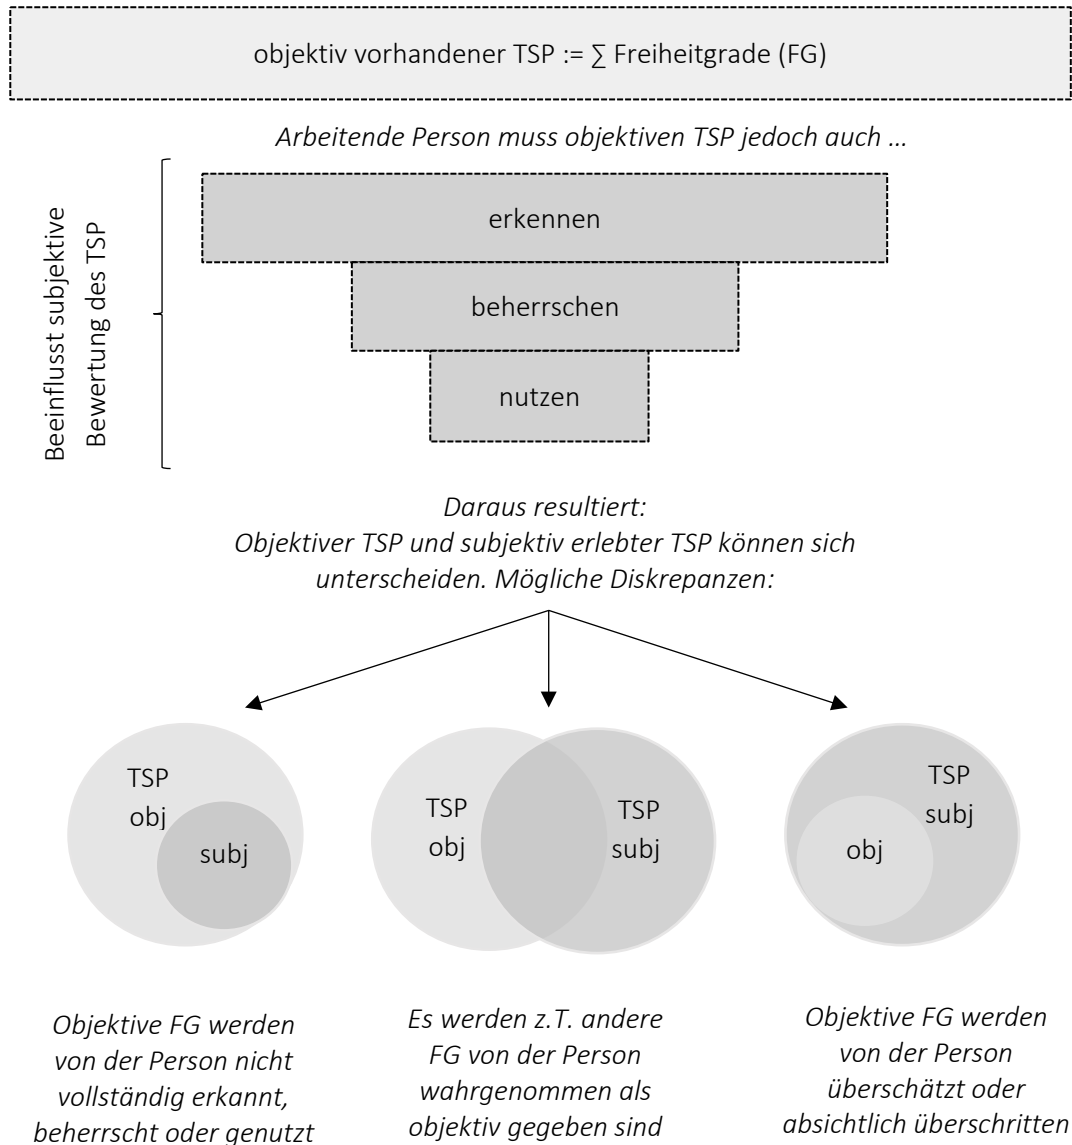 objektiv vorhandener TSP := ∑ Freiheitgrade (FG)
Arbeitende Person muss objektiven TSP jedoch auch …
Beeinflusst subjektive
Bewertung des TSP
erkennen
beherrschen
nutzen
Daraus resultiert:
Objektiver TSP und subjektiv erlebter TSP können sich
unterscheiden. Mögliche Diskrepanzen:
TSP
obj
subj
TSP
obj
TSP
subj
TSP
subj
obj
Objektive FG werden
von der Person nicht
vollständig erkannt,
beherrscht oder genutzt
Es werden z.T. andere
FG von der Person
wahrgenommen als
objektiv gegeben sind
Objektive FG werden
von der Person
überschätzt oder
absichtlich überschritten